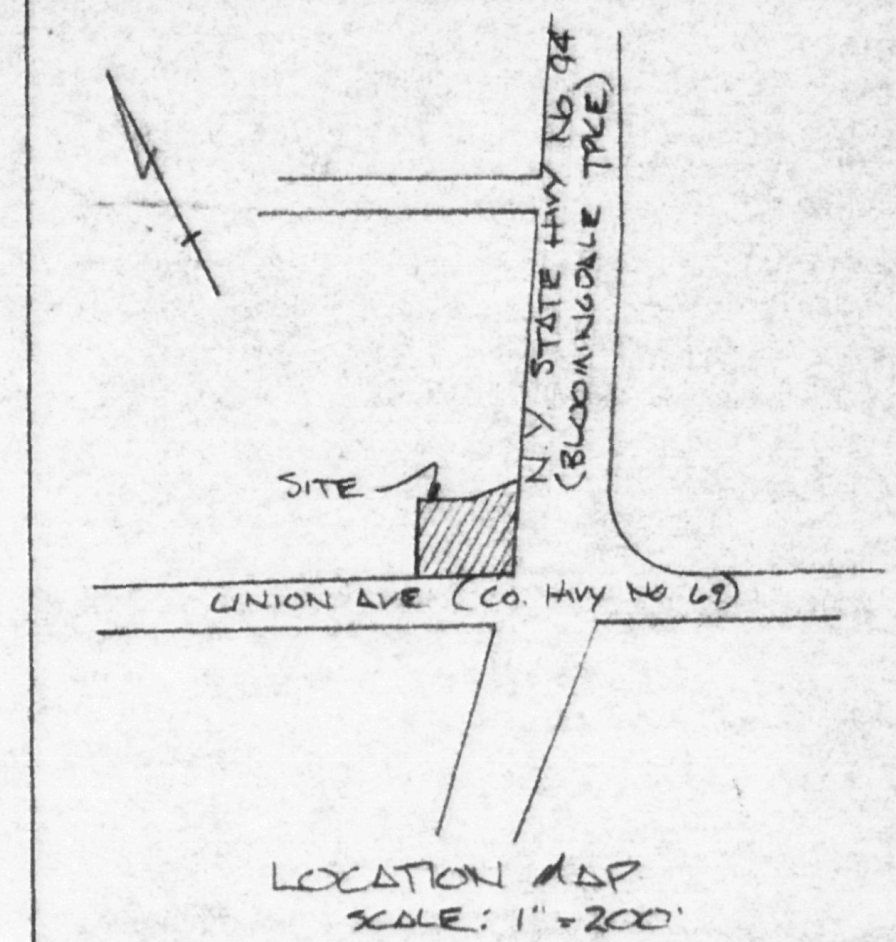 N.Y. STATE HWY No. 94
(BLOOMINGDALE TPKE)
SITE
UNION AVE (CO. HWY NO. 69)
LOCATION MAP
SCALE: 1" = 200'